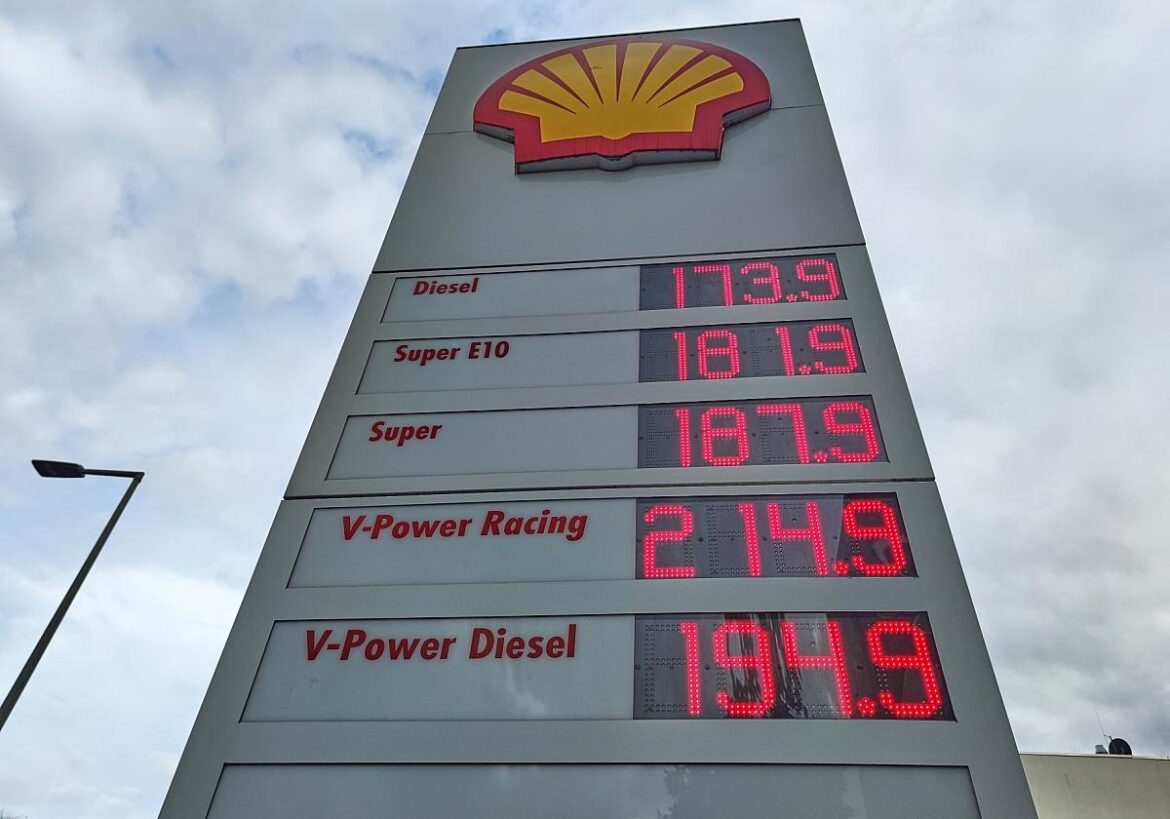 Diesel 173.9
Super E10 181.9
Super 187.9
V-Power Racing 214.9
V-Power Diesel 194.9